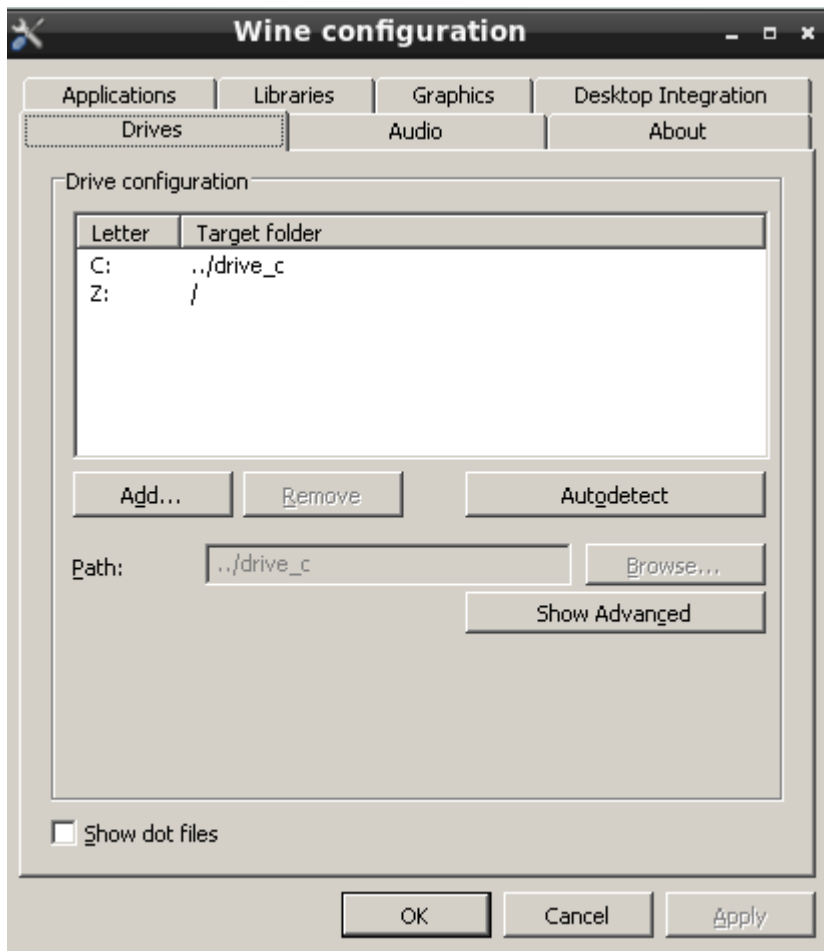 Wine configuration
Applications Libraries Graphics Desktop Integration
Drives Audio About
Drive configuration
Letter Target folder
C: ../drive_c
Z: /
Add... Remove Autodetect
Path: ../drive_c Browse...
Show Advanced
Show dot files
OK Cancel Apply